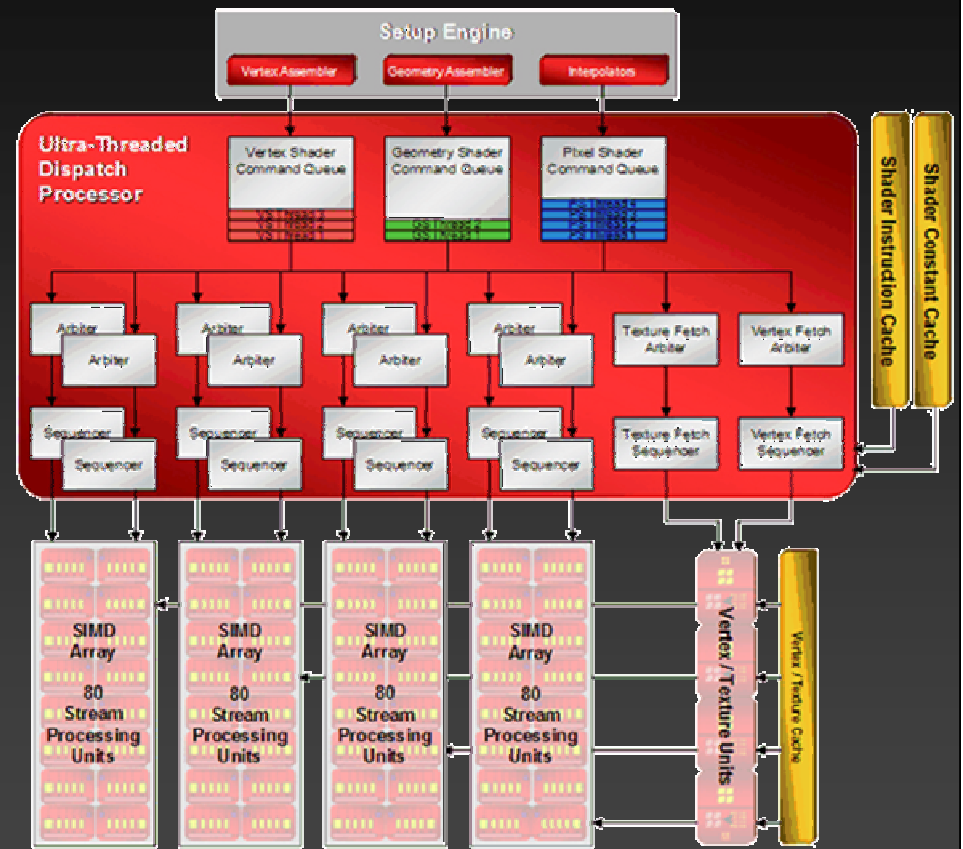 Setup Engine
Vertex Assembler
Geometry Assembler
Interpolators
Ultra-Threaded
Dispatch
Processor
Vertex Shader
Command Queue
Geometry Shader
Command Queue
Pixel Shader
Command Queue
Arbiter
Arbiter
Arbiter
Arbiter
Arbiter
Arbiter
Arbiter
Arbiter
Texture Fetch
Arbiter
Vertex Fetch
Arbiter
Sequencer
Sequencer
Sequencer
Sequencer
Sequencer
Sequencer
Sequencer
Sequencer
Texture Fetch
Sequencer
Vertex Fetch
Sequencer
Shader Instruction Cache
Shader Constant Cache
SIMD
Array
80
Stream
Processing
Units
SIMD
Array
80
Stream
Processing
Units
SIMD
Array
80
Stream
Processing
Units
SIMD
Array
80
Stream
Processing
Units
Vertex / Texture Units
Vertex / Texture Cache